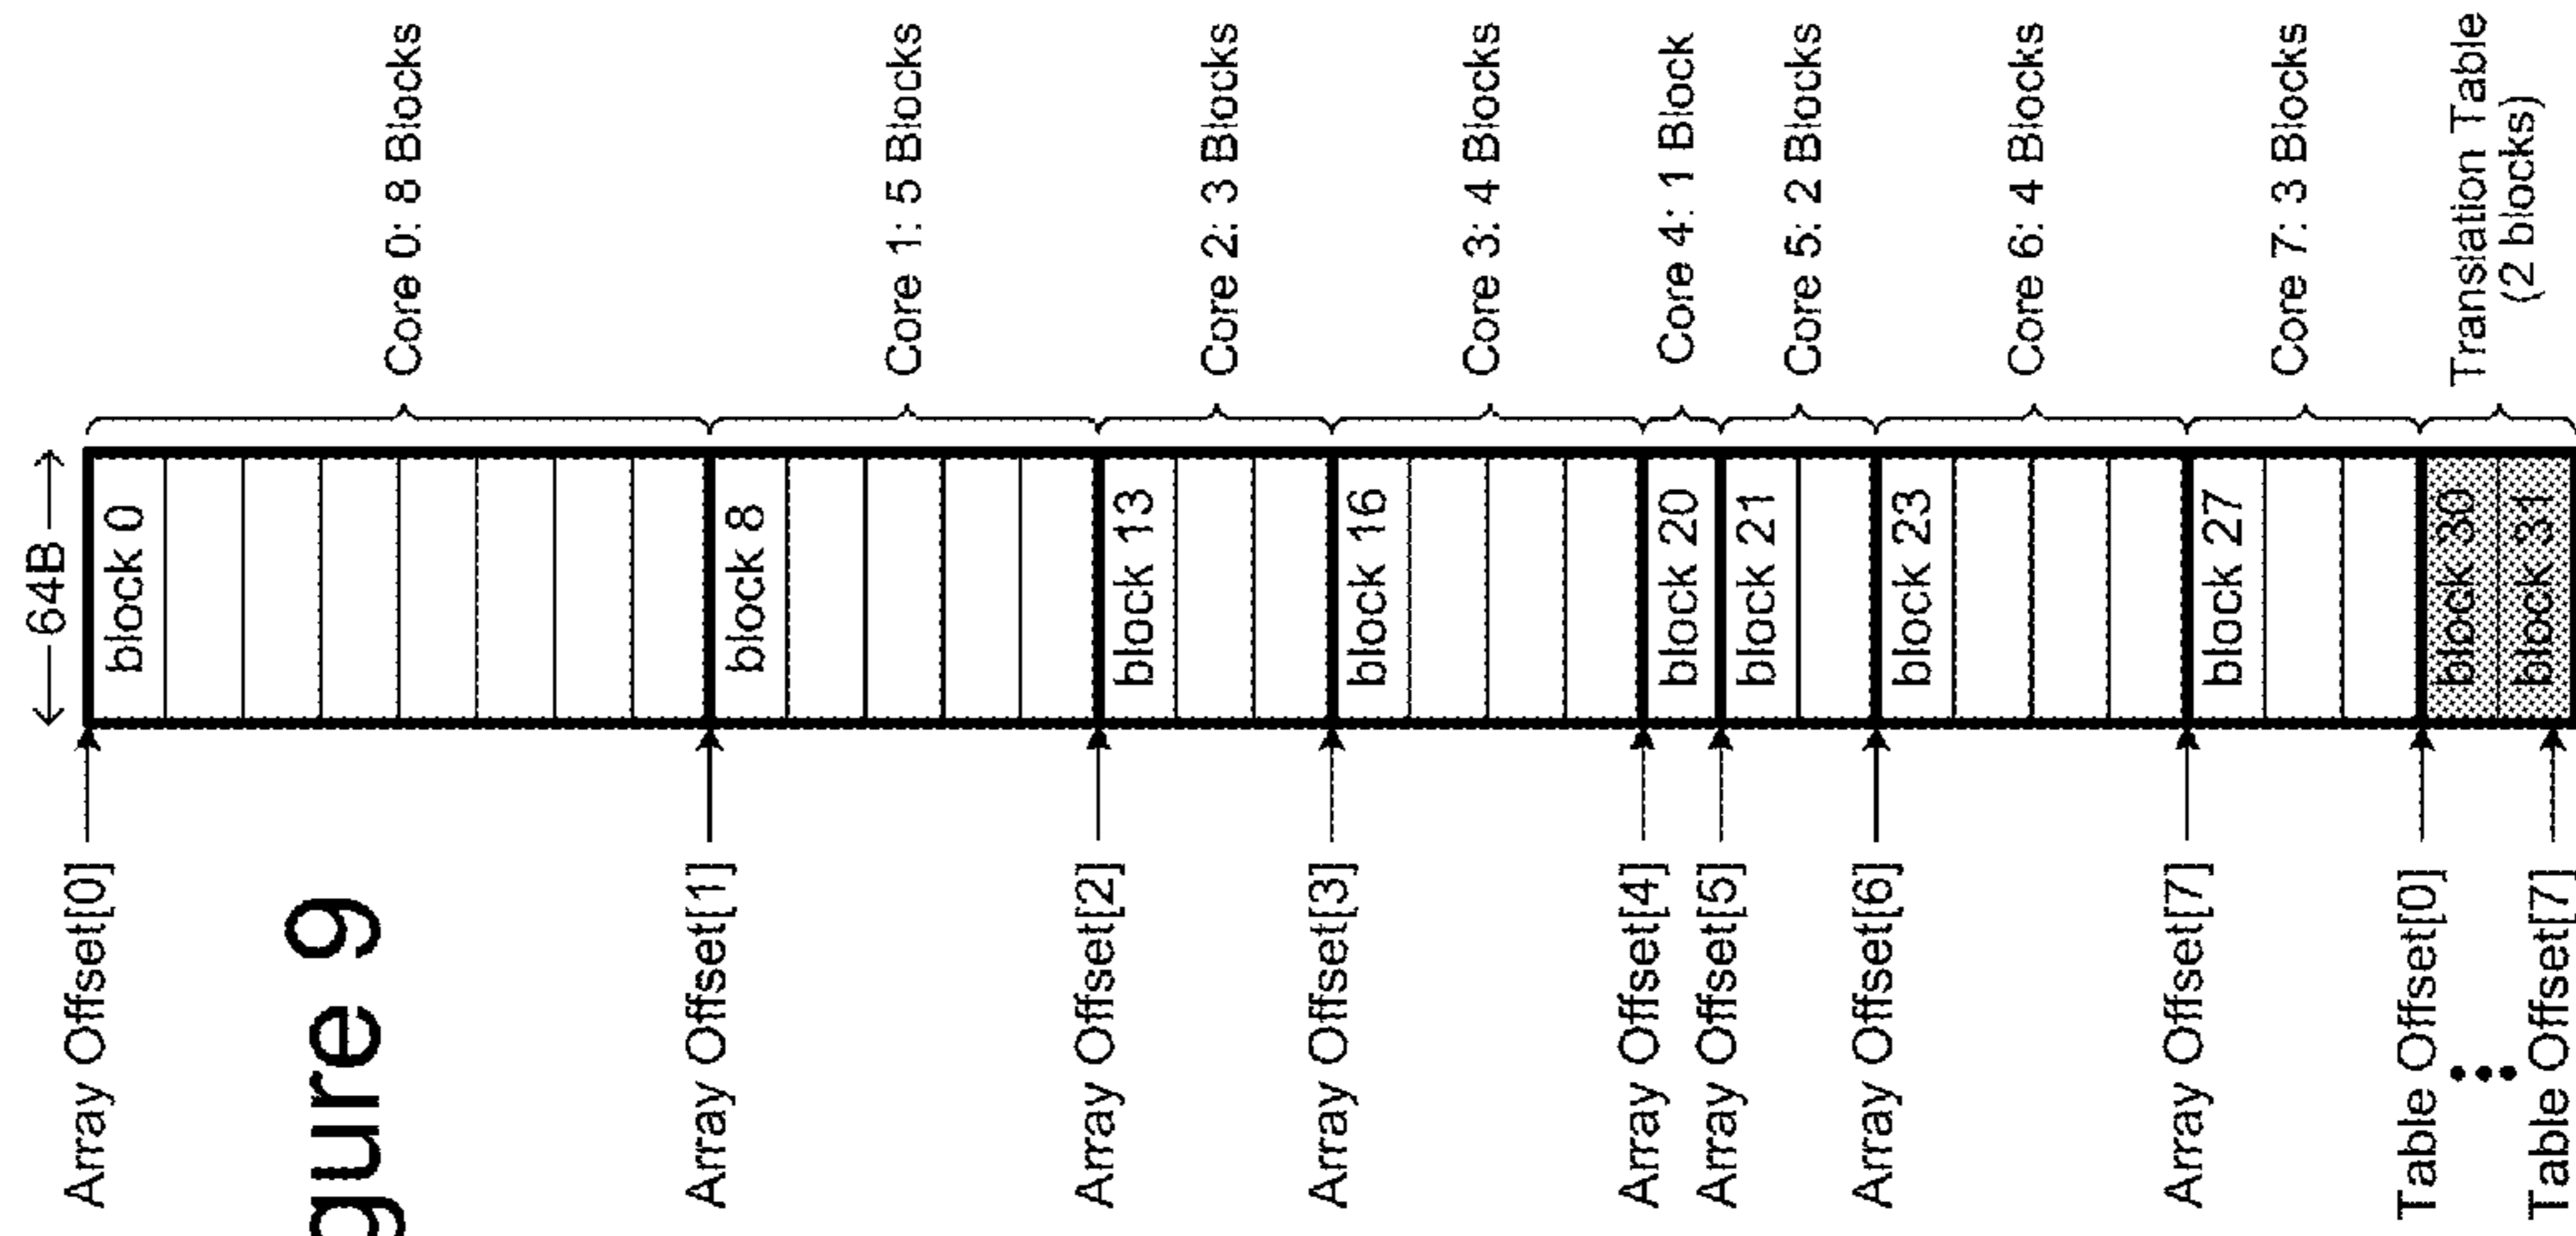 ←64B→
Array Offset[0]
block 0
Core 0: 8 Blocks
gure 9
Array Offset[1]
block 8
Core 1: 5 Blocks
Array Offset[2]
block 13
Core 2: 3 Blocks
Array Offset[3]
block 16
Core 3: 4 Blocks
Array Offset[4]
block 20
Core 4: 1 Block
Array Offset[5]
block 21
Core 5: 2 Blocks
Array Offset[6]
block 23
Core 6: 4 Blocks
Array Offset[7]
block 27
Core 7: 3 Blocks
Table Offset[0]
block 30
Translation Table
(2 blocks)
Table Offset[7]
block 31